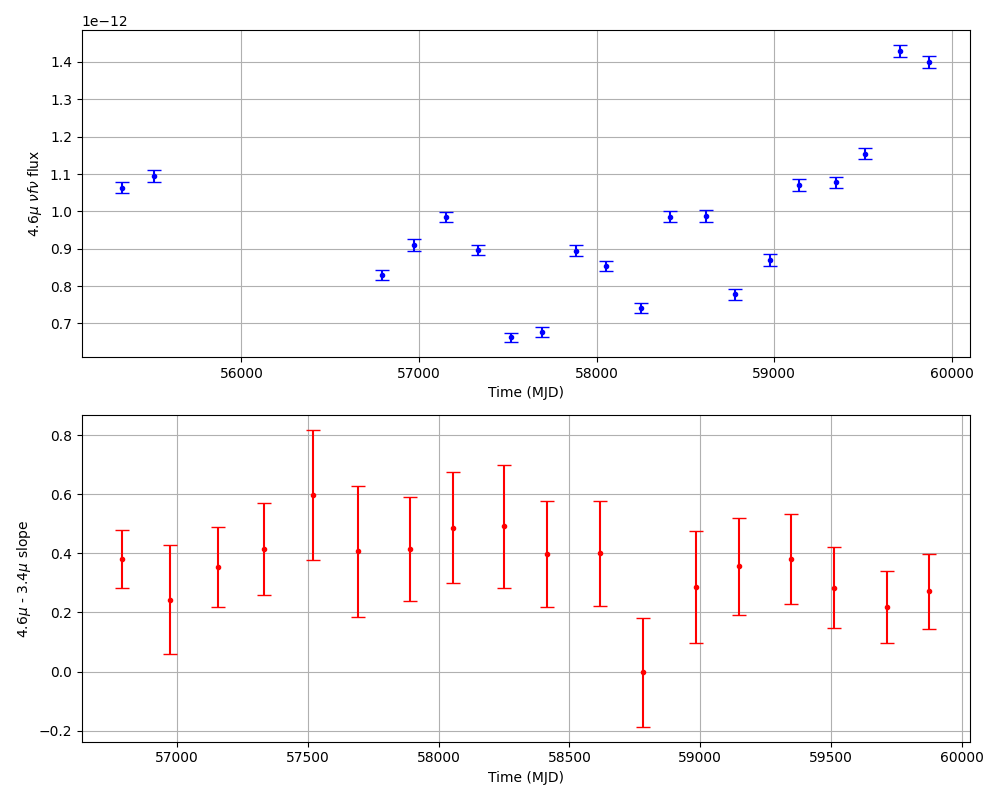 1e−12
1.4
1.3
1.2
1.1
1.0
0.9
0.8
0.7
4.6μ νfν flux
56000 57000 58000 59000 60000
Time (MJD)
0.8
0.6
0.4
0.2
0.0
−0.2
4.6μ - 3.4μ slope
57000 57500 58000 58500 59000 59500 60000
Time (MJD)